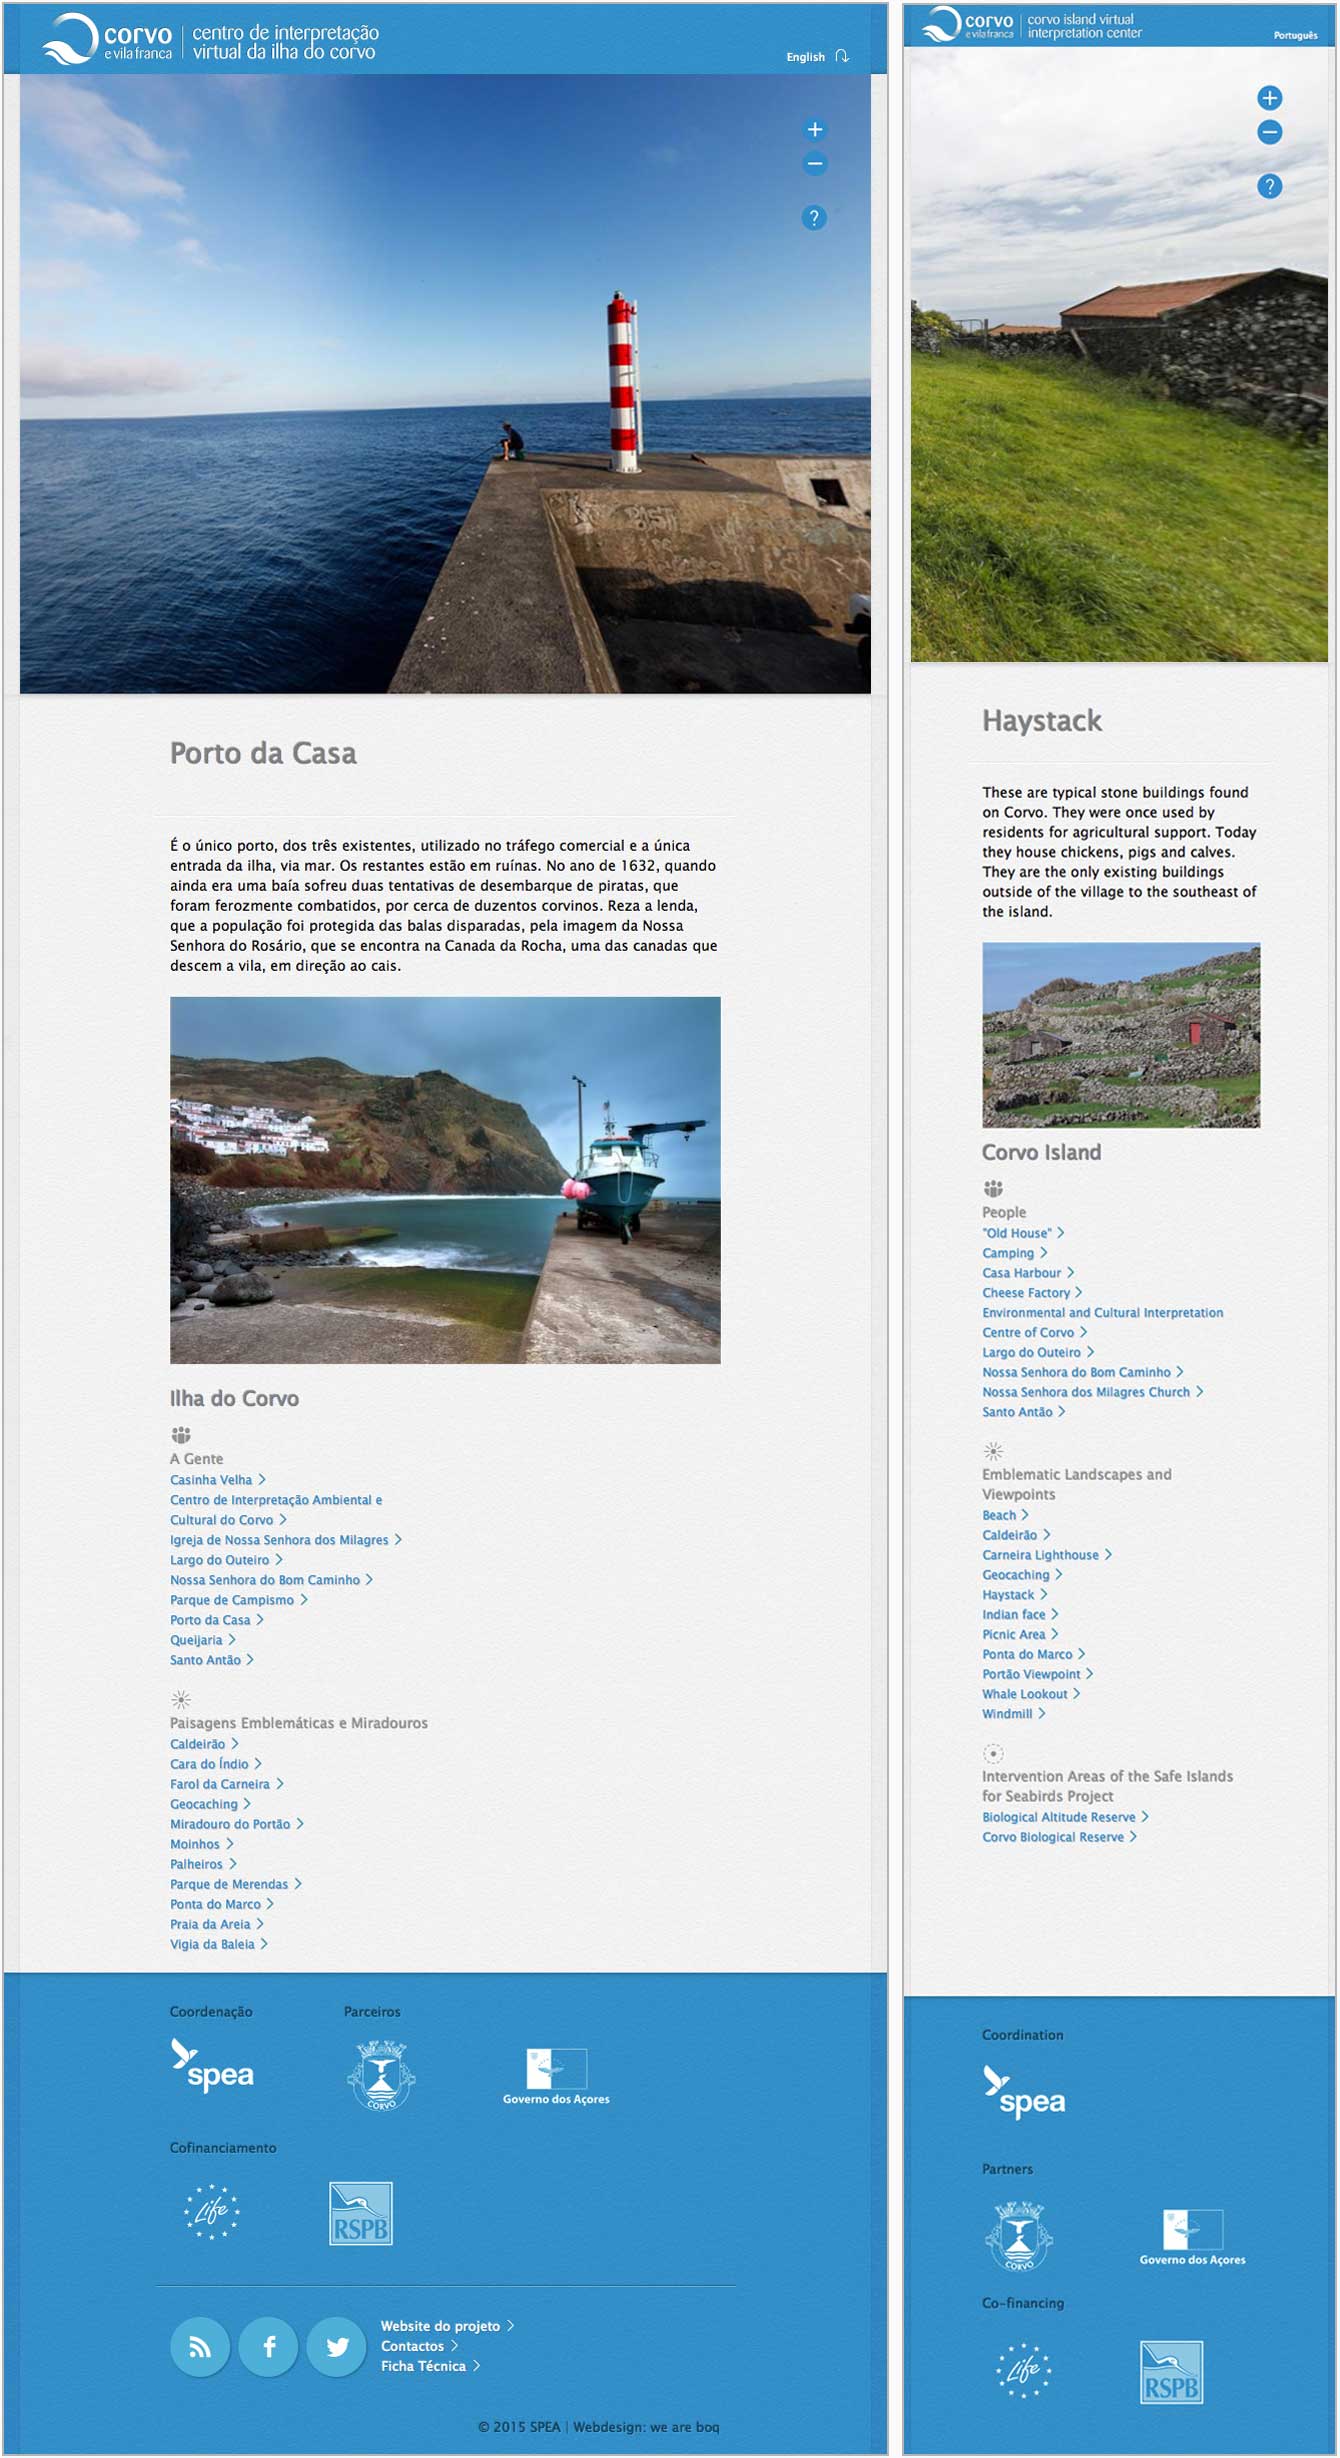 corvo
e vila franca
centro de interpretação
virtual da ilha do corvo
English
+
−
?
Porto da Casa
É o único porto, dos três existentes, utilizado no tráfego comercial e a única
entrada da ilha, via mar. Os restantes estão em ruínas. No ano de 1632, quando
ainda era uma baía sofreu duas tentativas de desembarque de piratas, que
foram ferozmente combatidos, por cerca de duzentos corvinos. Reza a lenda,
que a população foi protegida das balas disparadas, pela imagem da Nossa
Senhora do Rosário, que se encontra na Canada da Rocha, uma das canadas que
descem a vila, em direção ao cais.
Ilha do Corvo
A Gente
Casinha Velha >
Centro de Interpretação Ambiental e
Cultural do Corvo >
Igreja de Nossa Senhora dos Milagres >
Largo do Outeiro >
Nossa Senhora do Bom Caminho >
Parque de Campismo >
Porto da Casa >
Queijaria >
Santo Antão >
Paisagens Emblemáticas e Miradouros
Caldeirão >
Cara do Índio >
Farol da Carneira >
Geocaching >
Miradouro do Portão >
Moinhos >
Palheiros >
Parque de Merendas >
Ponta do Marco >
Praia da Areia >
Vigia da Baleia >
Coordenação
spea
Parceiros
CORVO
Governo dos Açores
Cofinanciamento
Life
RSPB
Website do projeto >
Contactos >
Ficha Técnica >
© 2015 SPEA | Webdesign: we are boq
corvo
e vila franca
corvo island virtual
interpretation center
Português
+
−
?
Haystack
These are typical stone buildings found
on Corvo. They were once used by
residents for agricultural support. Today
they house chickens, pigs and calves.
They are the only existing buildings
outside of the village to the southeast of
the island.
Corvo Island
People
"Old House" >
Camping >
Casa Harbour >
Cheese Factory >
Environmental and Cultural Interpretation
Centre of Corvo >
Largo do Outeiro >
Nossa Senhora do Bom Caminho >
Nossa Senhora dos Milagres Church >
Santo Antão >
Emblematic Landscapes and
Viewpoints
Beach >
Caldeirão >
Carneira Lighthouse >
Geocaching >
Haystack >
Indian face >
Picnic Area >
Ponta do Marco >
Portão Viewpoint >
Whale Lookout >
Windmill >
Intervention Areas of the Safe Islands
for Seabirds Project
Biological Altitude Reserve >
Corvo Biological Reserve >
Coordination
spea
Partners
CORVO
Governo dos Açores
Co-financing
Life
RSPB